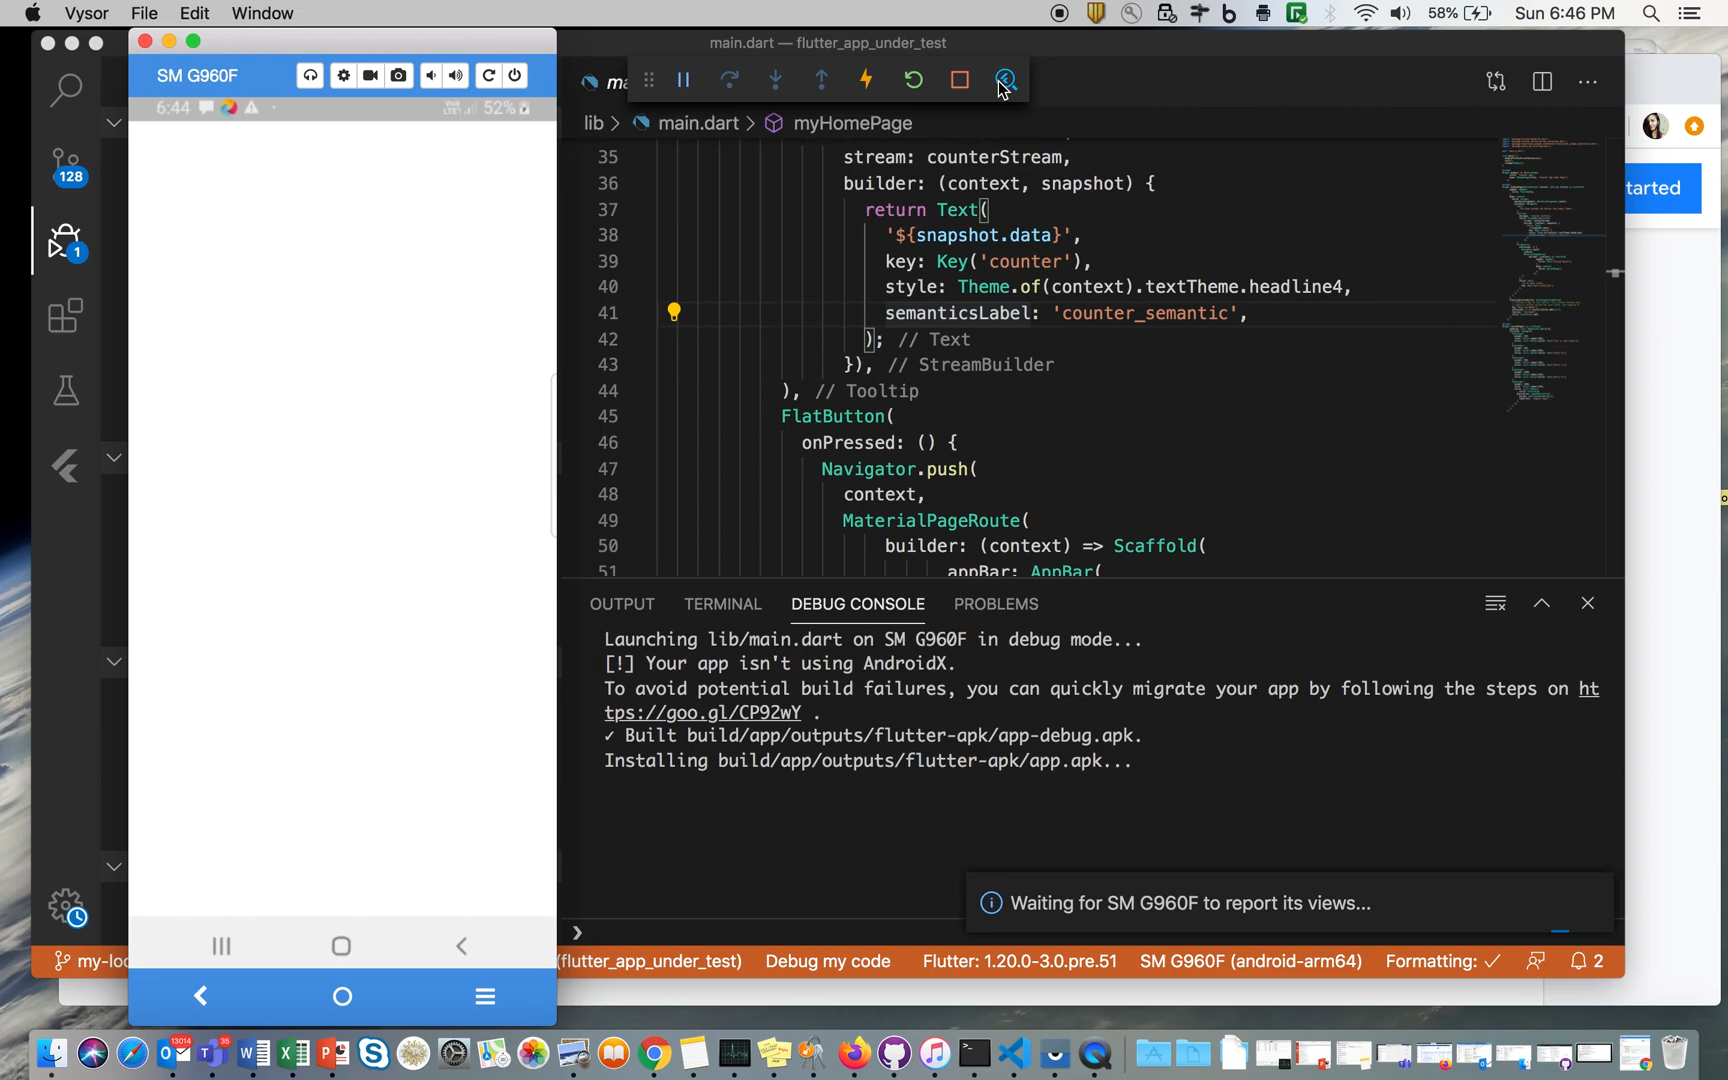 Vysor File Edit Window
58% Sun 6:46 PM
main.dart — flutter_app_under_test
SM G960F
6:44
52%
128
1
lib > main.dart > myHomePage
tarted
35 stream: counterStream,
36 builder: (context, snapshot) {
37 return Text(
38 '${snapshot.data}',
39 key: Key('counter'),
40 style: Theme.of(context).textTheme.headline4,
41 semanticsLabel: 'counter_semantic',
42 ); // Text
43 }), // StreamBuilder
44 ), // Tooltip
45 FlatButton(
46 onPressed: () {
47 Navigator.push(
48 context,
49 MaterialPageRoute(
50 builder: (context) => Scaffold(
51 appBar: AppBar(
OUTPUT TERMINAL DEBUG CONSOLE PROBLEMS
Launching lib/main.dart on SM G960F in debug mode...
[!] Your app isn't using AndroidX.
To avoid potential build failures, you can quickly migrate your app by following the steps on ht
tps://goo.gl/CP92wY .
✓ Built build/app/outputs/flutter-apk/app-debug.apk.
Installing build/app/outputs/flutter-apk/app.apk...
Waiting for SM G960F to report its views...
my-loc
(flutter_app_under_test) Debug my code Flutter: 1.20.0-3.0.pre.51 SM G960F (android-arm64) Formatting: ✓ 2
13014
35